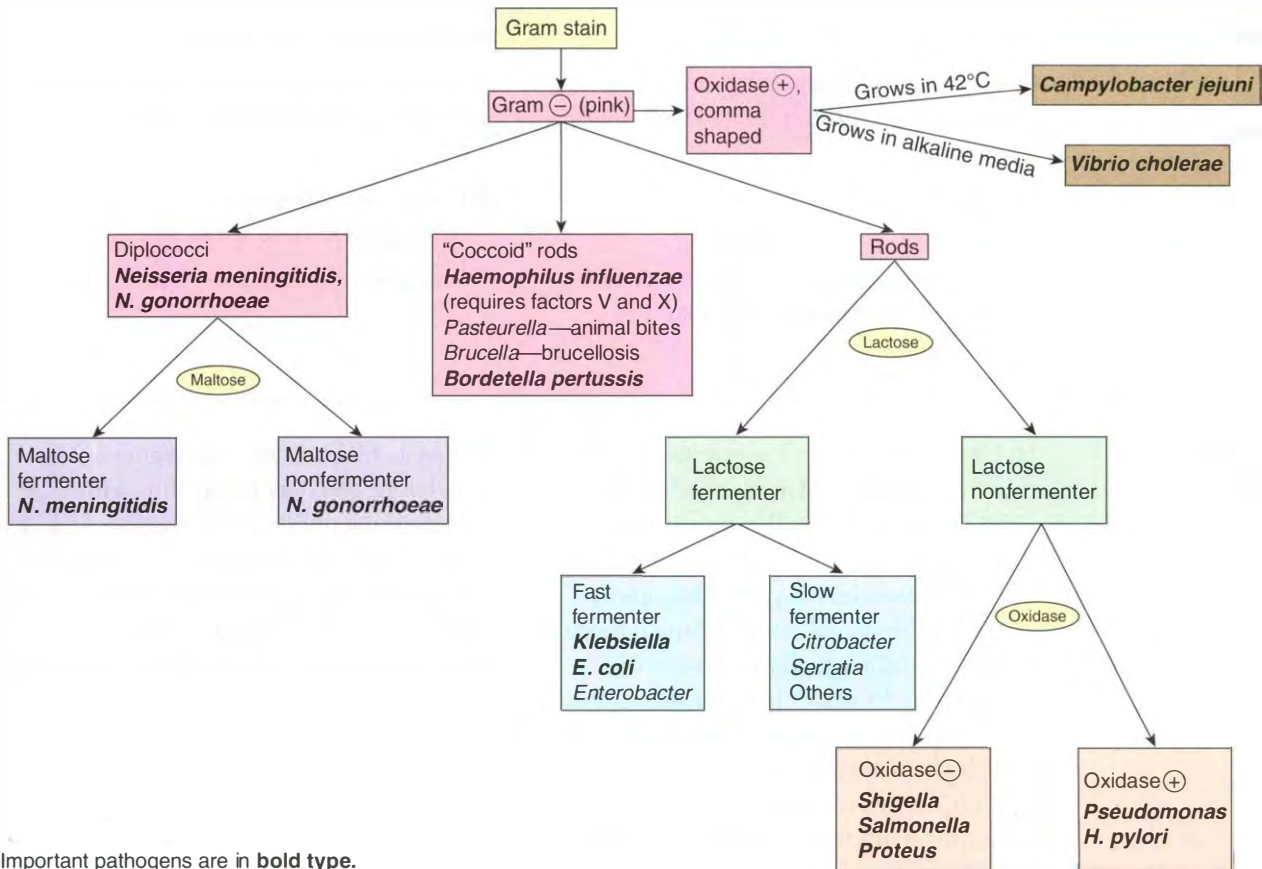 Gram stain
Gram ⊖ (pink)
Oxidase ⊕,
comma
shaped
Grows in 42°C
Campylobacter jejuni
Grows in alkaline media
Vibrio cholerae
Diplococci
Neisseria meningitidis,
N. gonorrhoeae
"Coccoid" rods
Haemophilus influenzae
(requires factors V and X)
Pasteurella—animal bites
Brucella—brucellosis
Bordetella pertussis
Rods
Maltose
Lactose
Maltose
fermenter
N. meningitidis
Maltose
nonfermenter
N. gonorrhoeae
Lactose
fermenter
Lactose
nonfermenter
Fast
fermenter
Klebsiella
E. coli
Enterobacter
Slow
fermenter
Citrobacter
Serratia
Others
Oxidase
Oxidase ⊖
Shigella
Salmonella
Proteus
Oxidase ⊕
Pseudomonas
H. pylori
Important pathogens are in bold type.